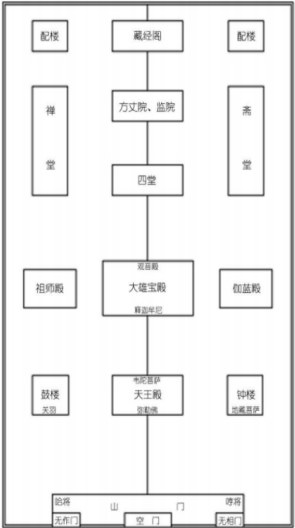 配楼 藏经阁 配楼
方丈院、监院
禅堂 斋堂
四堂
观音殿
祖师殿 大雄宝殿 伽蓝殿
释迦牟尼
韦陀菩萨
鼓楼 天王殿 钟楼
关羽 弥勒佛 地藏菩萨
哈将 山门 哼将
无作门 空门 无相门